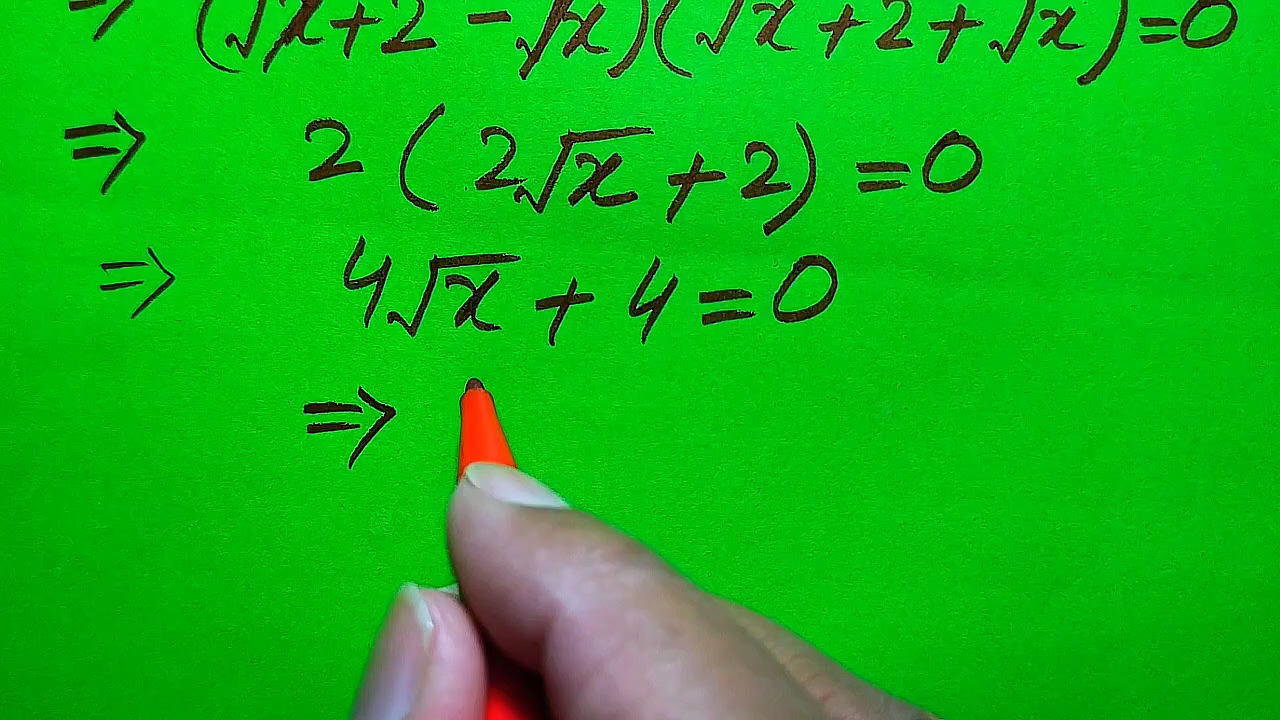 ⇒ (√x+2 - √x)(√x+2+√x)=0
⇒ 2(2√x+2)=0
⇒ 4√x+4=0
⇒